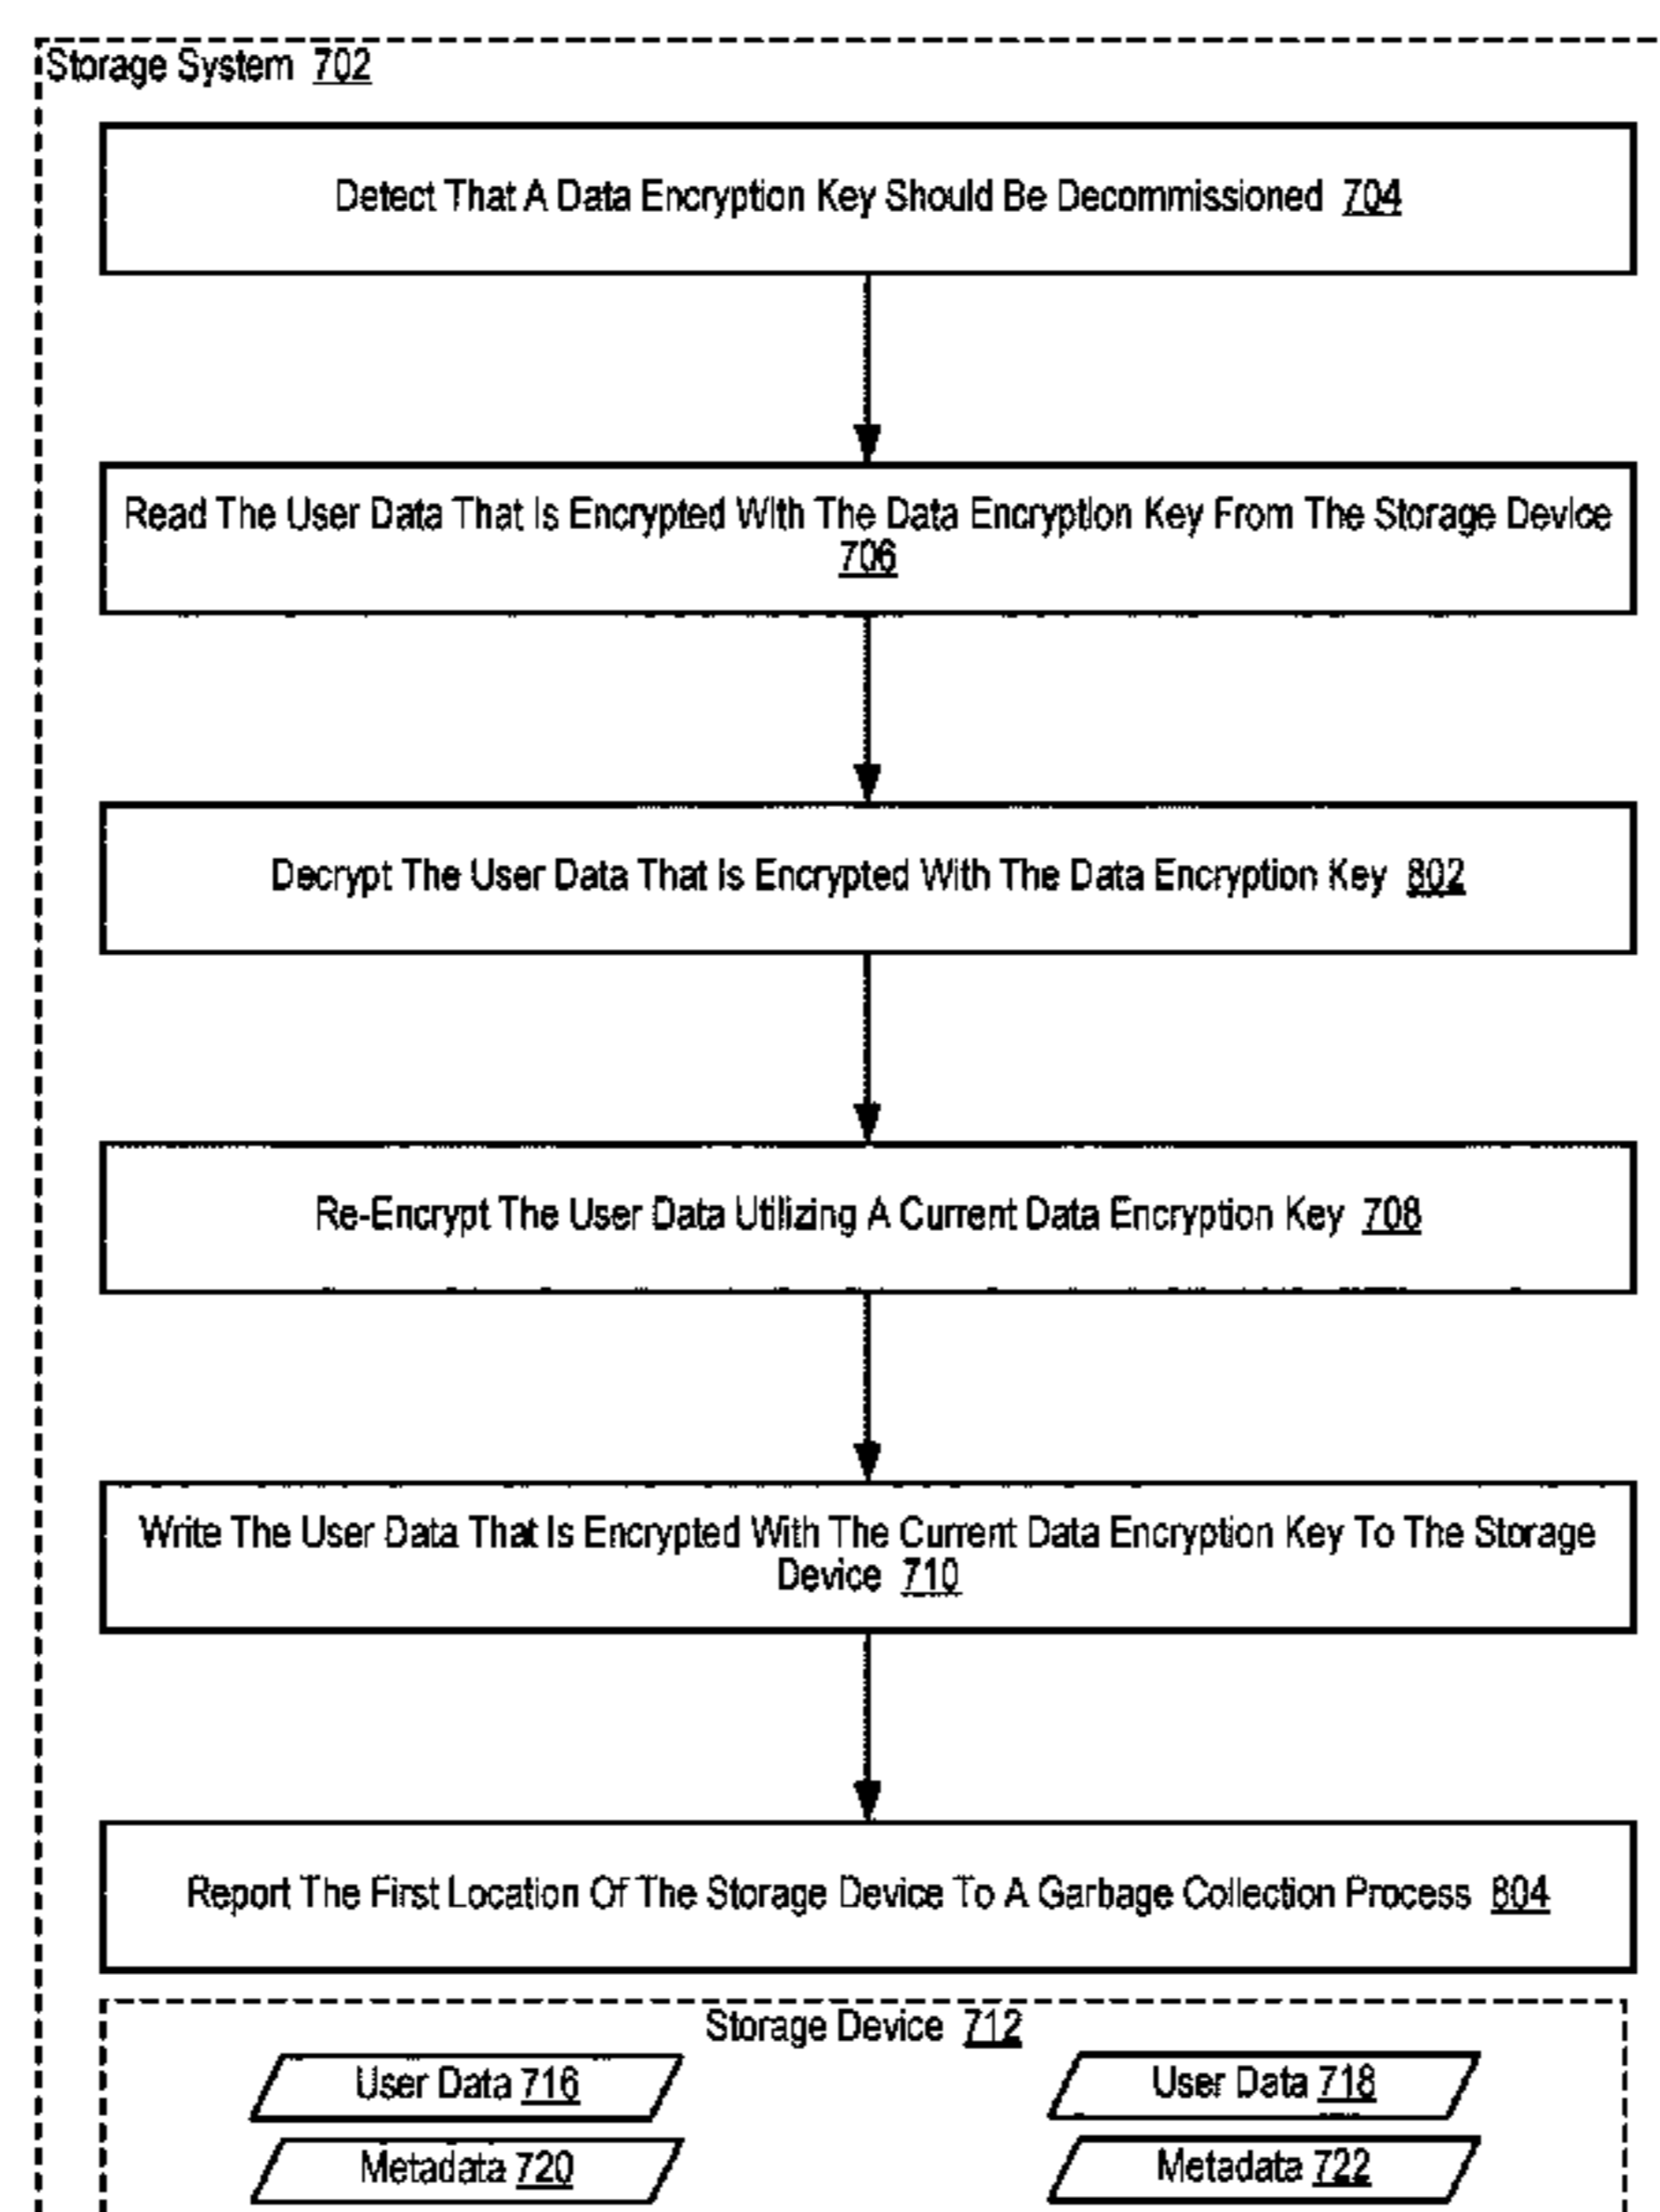 Storage System 702
Detect That A Data Encryption Key Should Be Decommissioned 704
Read The User Data That Is Encrypted With The Data Encryption Key From The Storage Device
706
Decrypt The User Data That Is Encrypted With The Data Encryption Key 802
Re-Encrypt The User Data Utilizing A Current Data Encryption Key 708
Write The User Data That Is Encrypted With The Current Data Encryption Key To The Storage
Device 710
Report The First Location Of The Storage Device To A Garbage Collection Process 804
Storage Device 712
User Data 716 User Data 718
Metadata 720 Metadata 722